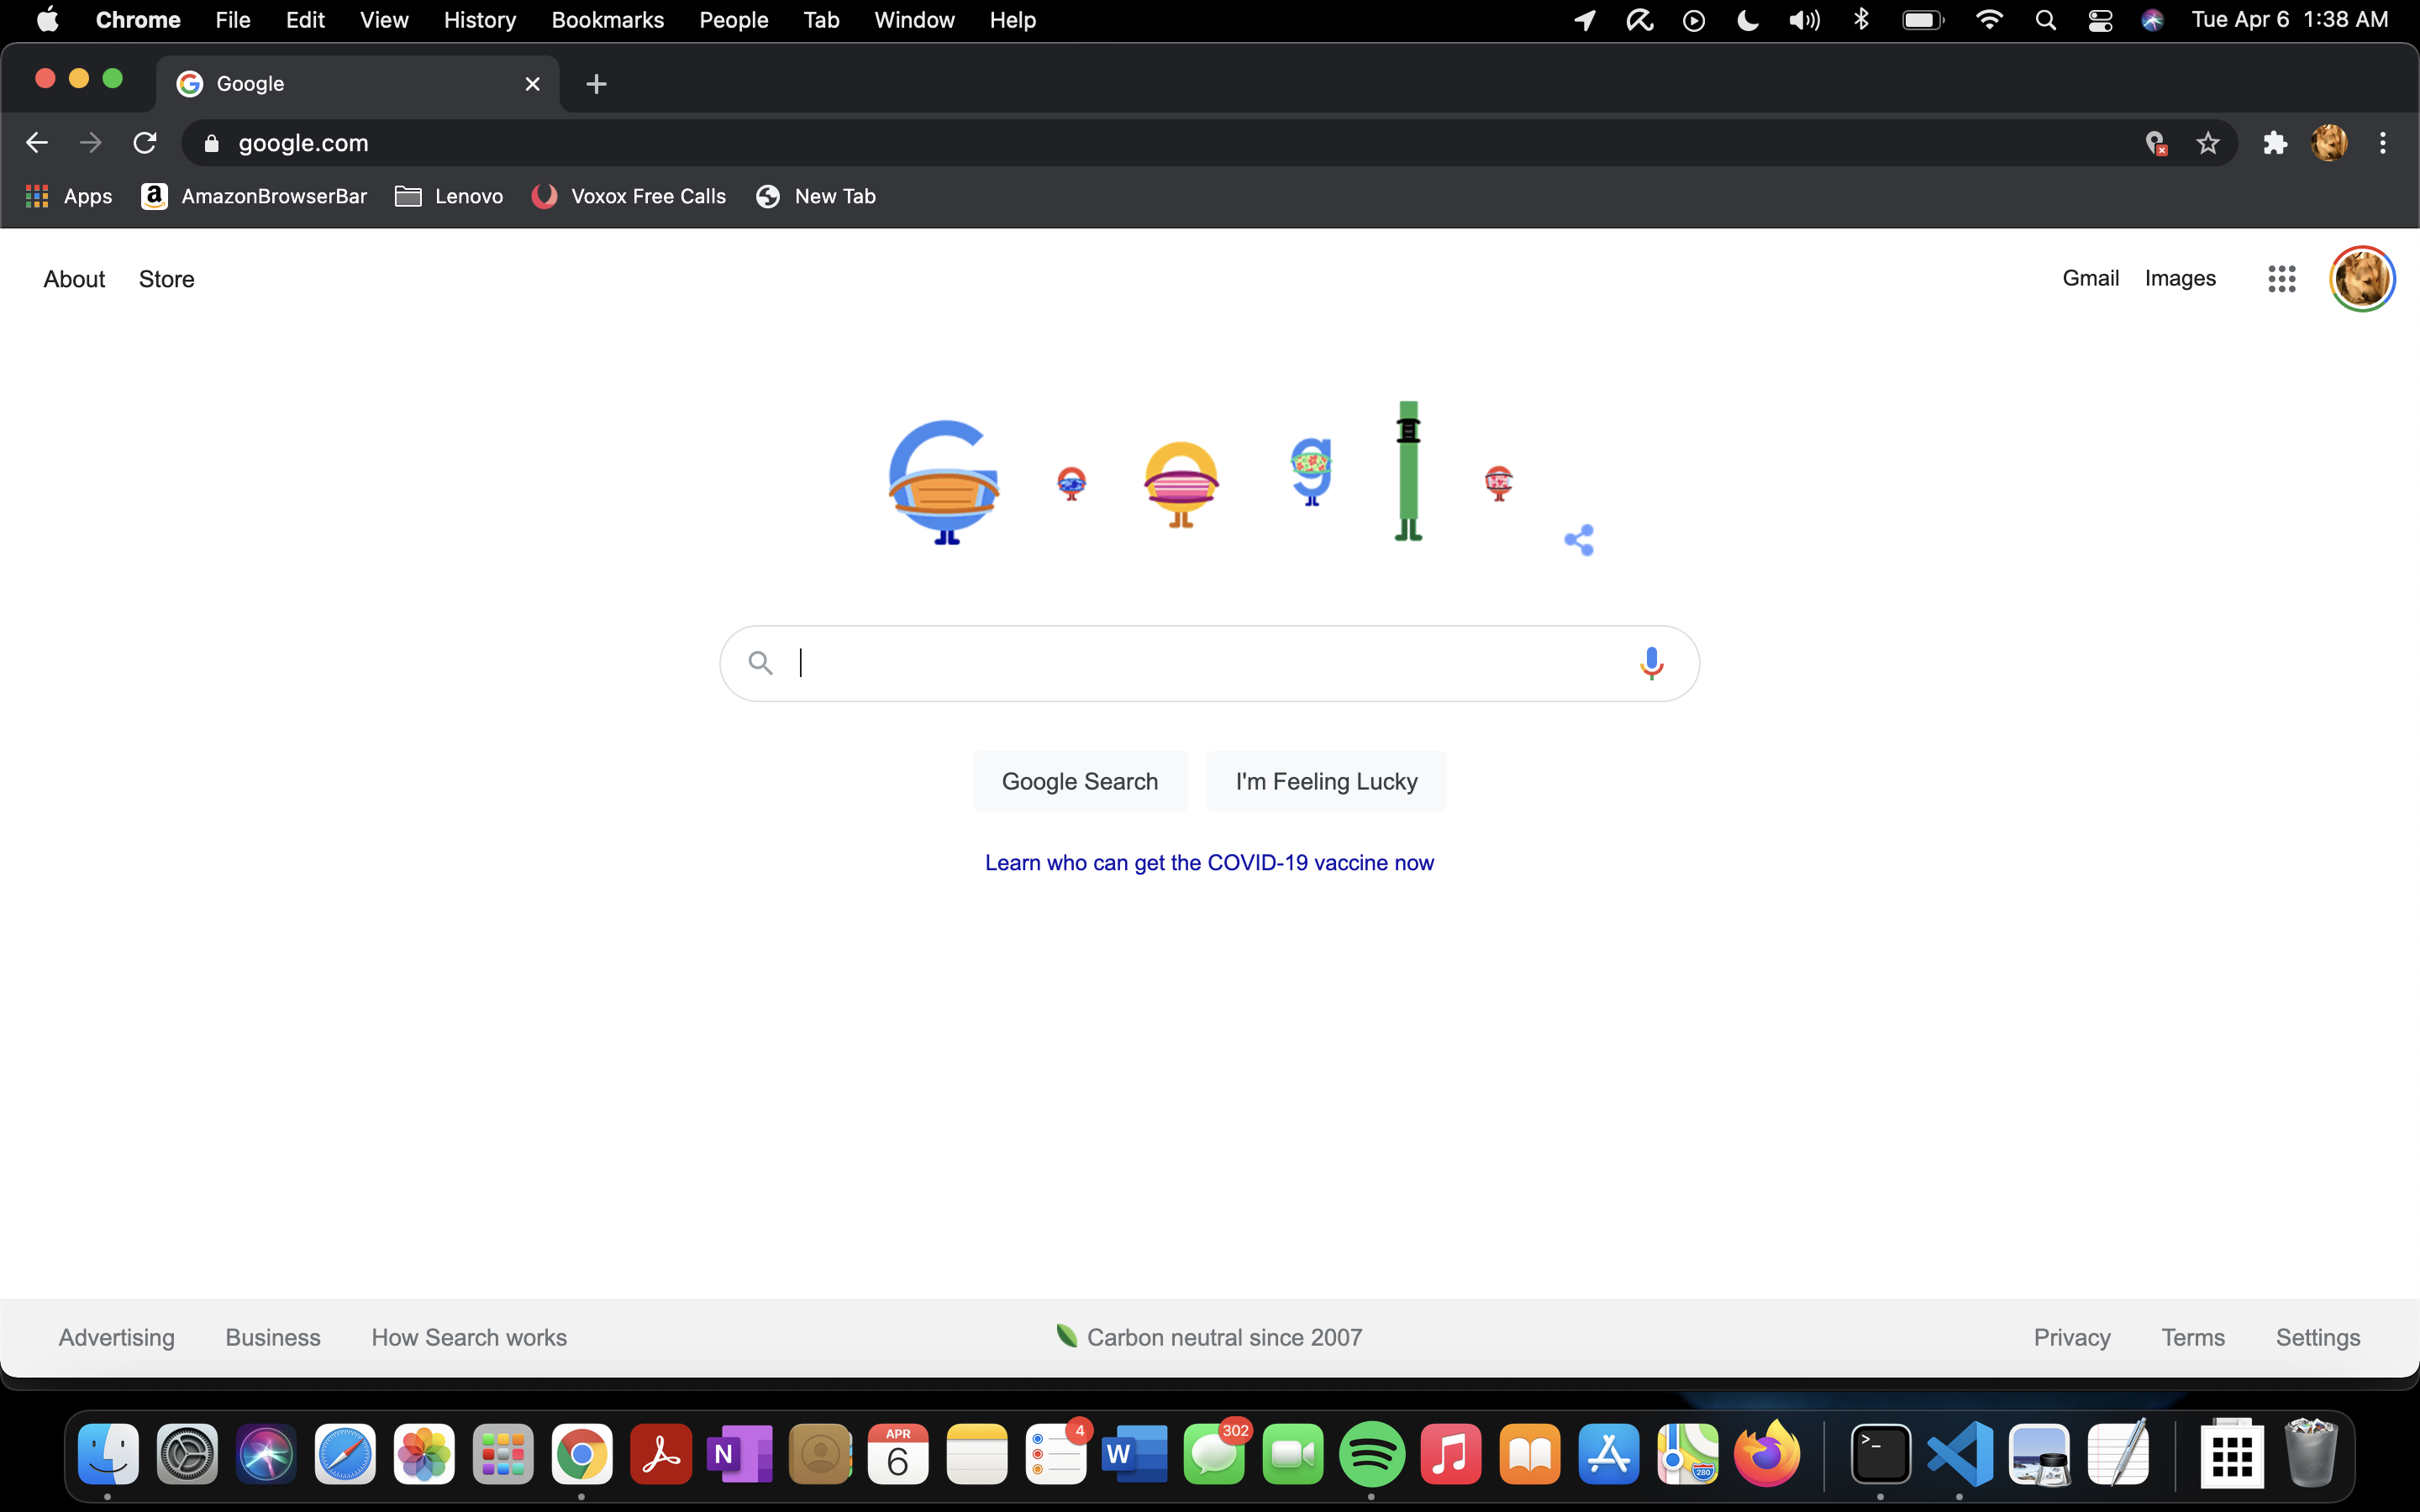 Chrome File Edit View History Bookmarks People Tab Window Help Tue Apr 6 1:38 AM
Google
google.com
Apps AmazonBrowserBar Lenovo Voxox Free Calls New Tab
About Store Gmail Images
Google
Google Search I'm Feeling Lucky
Learn who can get the COVID-19 vaccine now
Advertising Business How Search works Carbon neutral since 2007 Privacy Terms Settings
N APR 6 4 W 302 280 >_